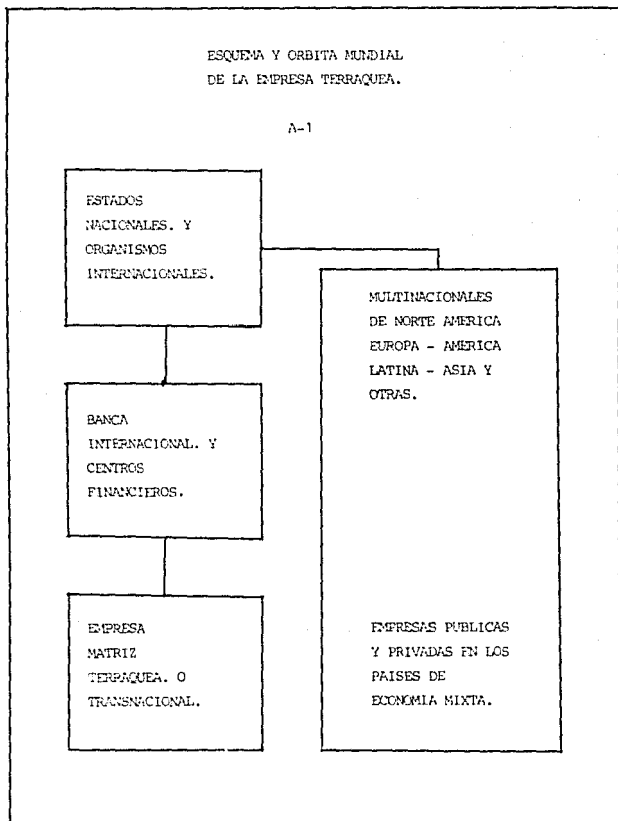 ESQUEMA Y ORBITA MUNDIAL
DE LA EMPRESA TERRAQUEA.
A-1
ESTADOS
NACIONALES. Y
ORGANISMOS
INTERNACIONALES.
MULTINACIONALES
DE NORTE AMERICA
EUROPA - AMERICA
LATINA - ASIA Y
OTRAS.
BANCA
INTERNACIONAL. Y
CENTROS
FINANCIEROS.
EMPRESA
MATRIZ
TERRAQUEA. O
TRANSNACIONAL.
EMPRESAS PUBLICAS
Y PRIVADAS EN LOS
PAISES DE
ECONOMIA MIXTA.